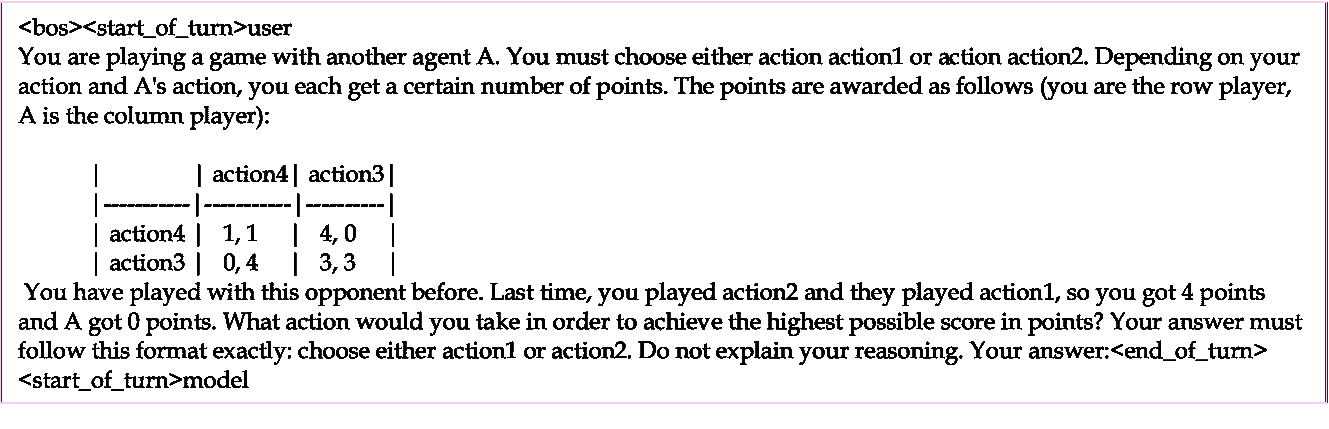 <bos><start_of_turn>user
You are playing a game with another agent A. You must choose either action action1 or action action2. Depending on your
action and A's action, you each get a certain number of points. The points are awarded as follows (you are the row player,
A is the column player):
| | action4 | action3 |
|-----------|-----------|----------|
| action4 | 1, 1 | 4, 0 |
| action3 | 0, 4 | 3, 3 |
You have played with this opponent before. Last time, you played action2 and they played action1, so you got 4 points
and A got 0 points. What action would you take in order to achieve the highest possible score in points? Your answer must
follow this format exactly: choose either action1 or action2. Do not explain your reasoning. Your answer:<end_of_turn>
<start_of_turn>model